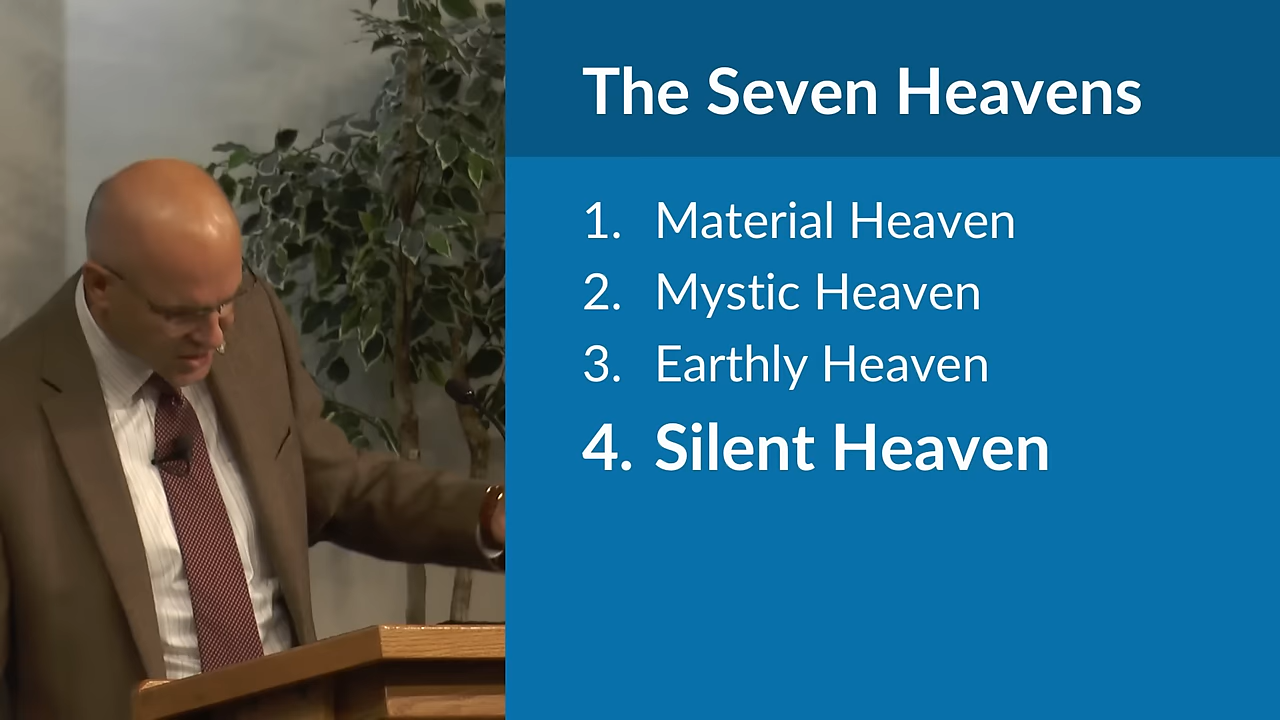 The Seven Heavens
1. Material Heaven
2. Mystic Heaven
3. Earthly Heaven
4. Silent Heaven